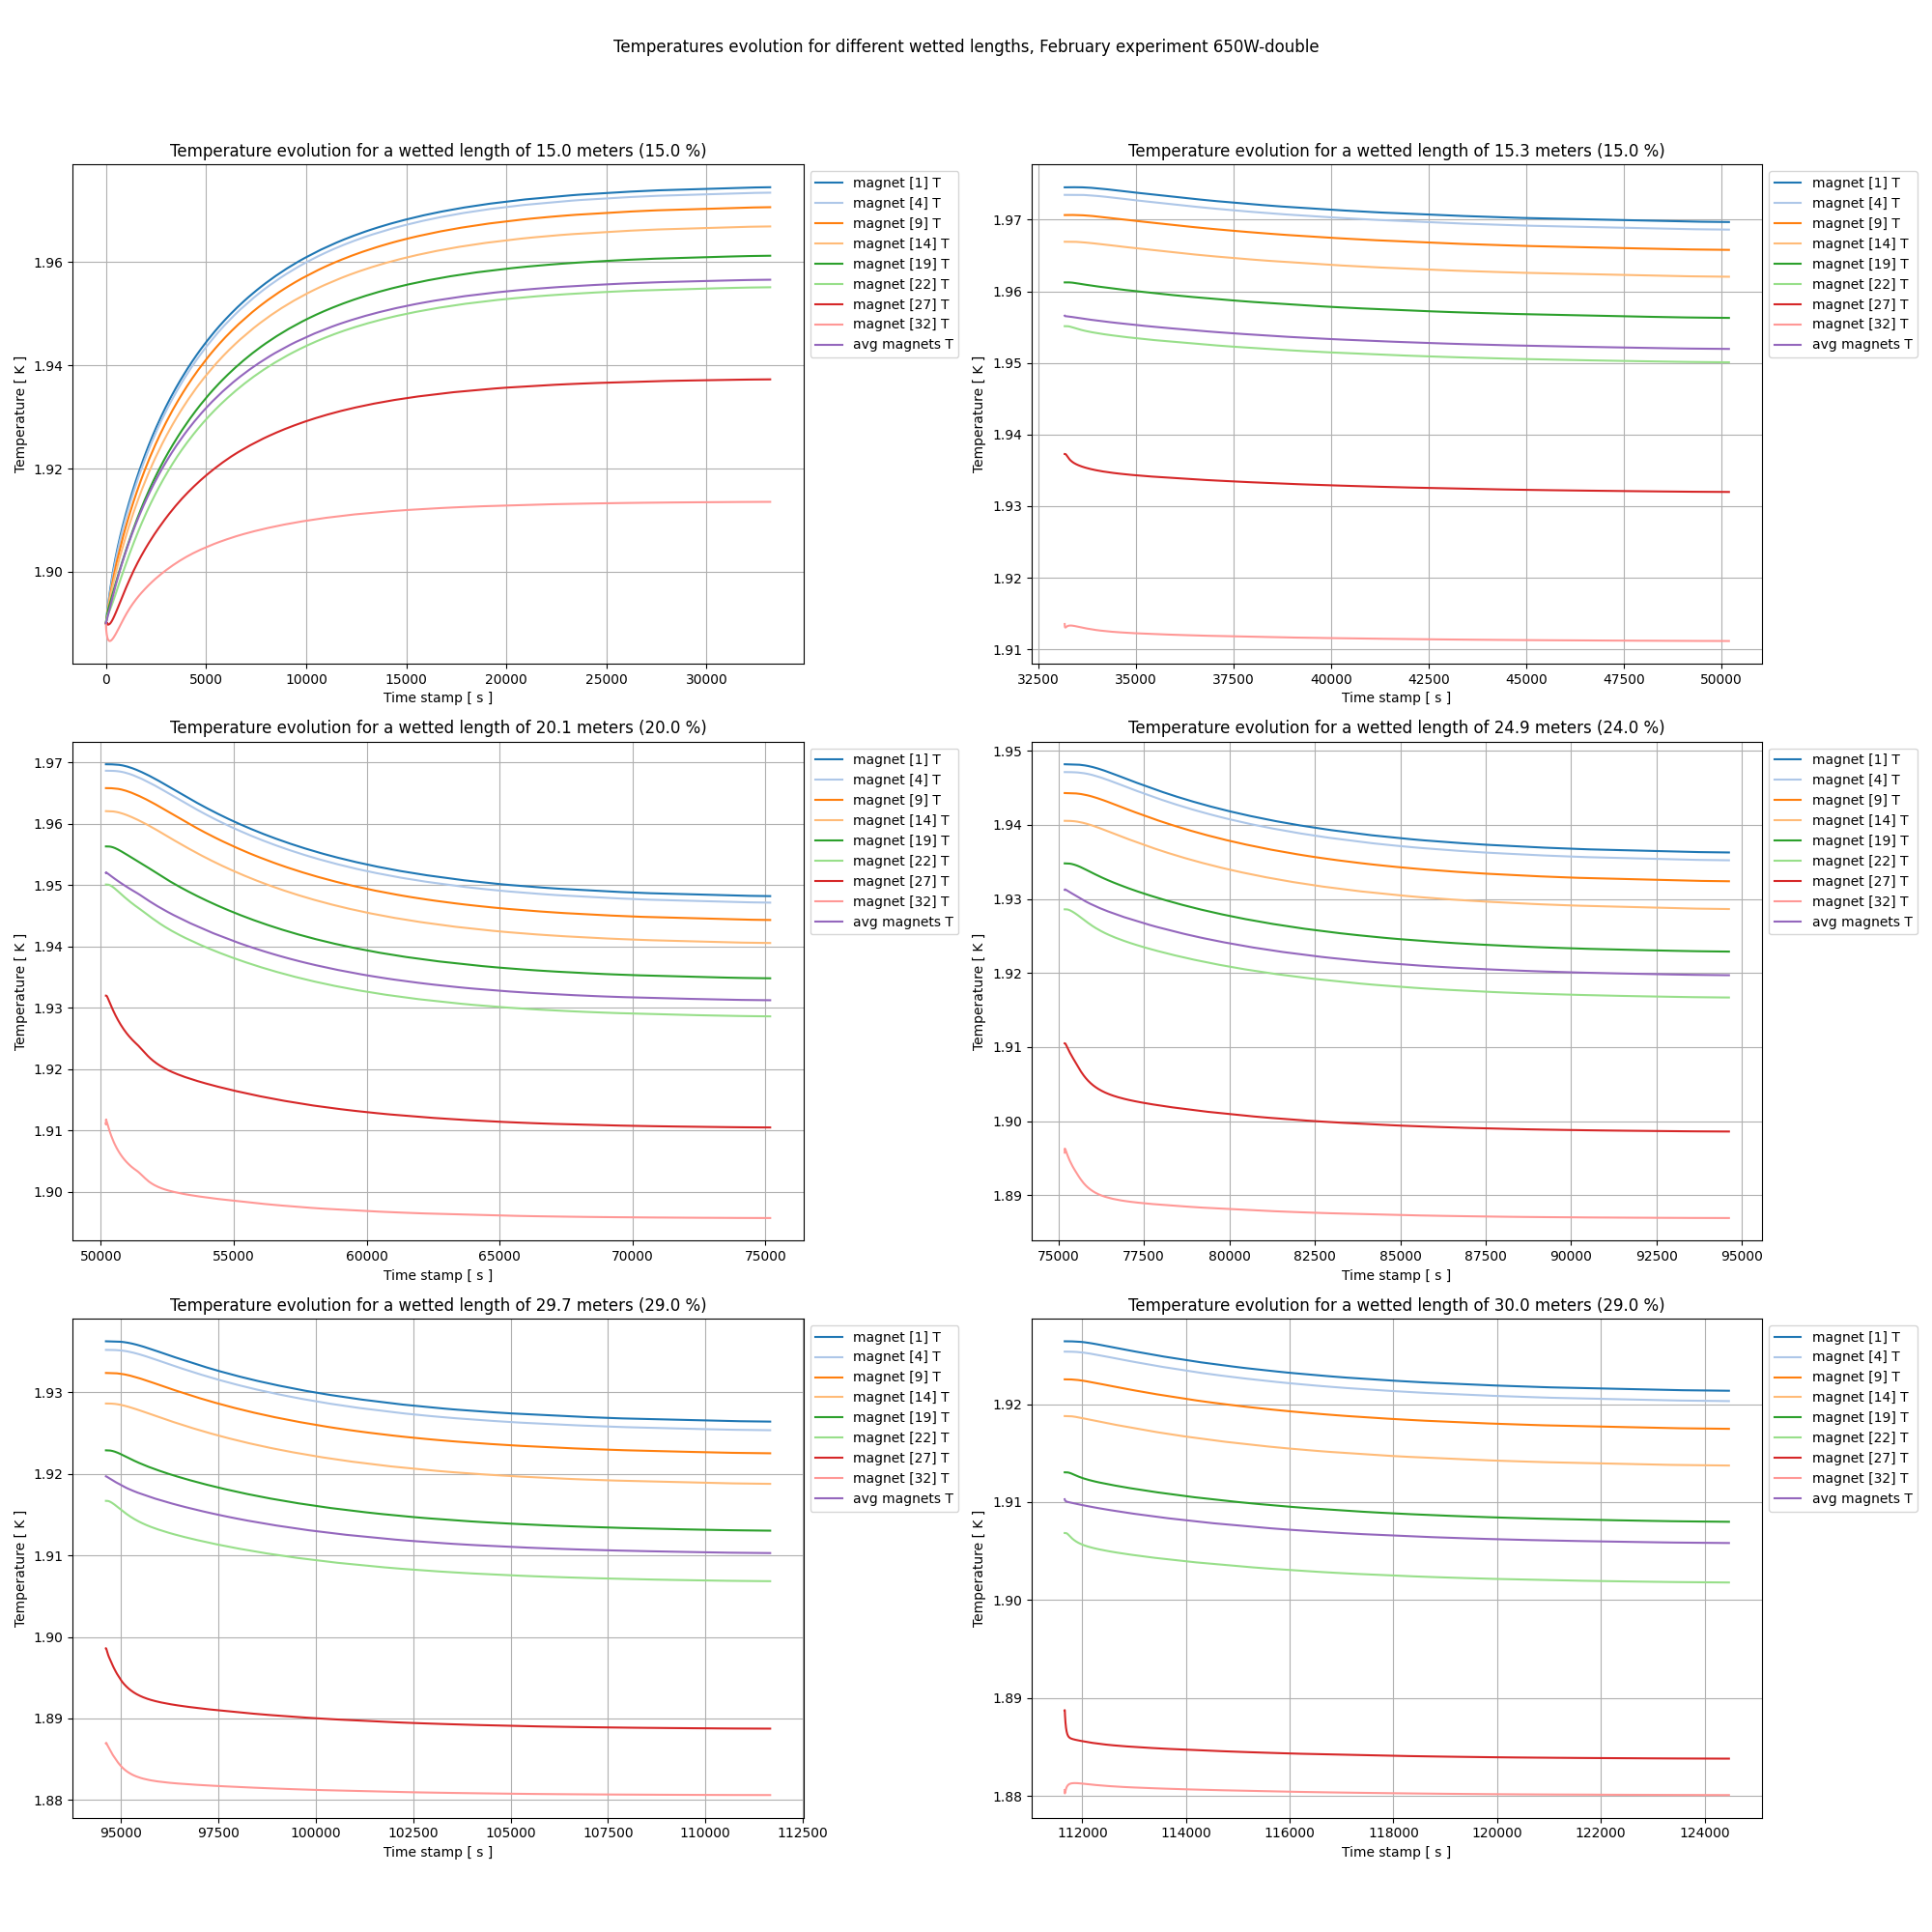 Temperatures evolution for different wetted lengths, February experiment 650W-double
Temperature evolution for a wetted length of 15.0 meters (15.0 %)
Temperature [ K ]
1.96
1.94
1.92
1.90
0 5000 10000 15000 20000 25000 30000
Time stamp [ s ]
magnet [1] T
magnet [4] T
magnet [9] T
magnet [14] T
magnet [19] T
magnet [22] T
magnet [27] T
magnet [32] T
avg magnets T
Temperature evolution for a wetted length of 15.3 meters (15.0 %)
Temperature [ K ]
1.97
1.96
1.95
1.94
1.93
1.92
1.91
32500 35000 37500 40000 42500 45000 47500 50000
Time stamp [ s ]
magnet [1] T
magnet [4] T
magnet [9] T
magnet [14] T
magnet [19] T
magnet [22] T
magnet [27] T
magnet [32] T
avg magnets T
Temperature evolution for a wetted length of 20.1 meters (20.0 %)
Temperature [ K ]
1.97
1.96
1.95
1.94
1.93
1.92
1.91
1.90
50000 55000 60000 65000 70000 75000
Time stamp [ s ]
magnet [1] T
magnet [4] T
magnet [9] T
magnet [14] T
magnet [19] T
magnet [22] T
magnet [27] T
magnet [32] T
avg magnets T
Temperature evolution for a wetted length of 24.9 meters (24.0 %)
Temperature [ K ]
1.95
1.94
1.93
1.92
1.91
1.90
1.89
75000 77500 80000 82500 85000 87500 90000 92500 95000
Time stamp [ s ]
magnet [1] T
magnet [4] T
magnet [9] T
magnet [14] T
magnet [19] T
magnet [22] T
magnet [27] T
magnet [32] T
avg magnets T
Temperature evolution for a wetted length of 29.7 meters (29.0 %)
Temperature [ K ]
1.93
1.92
1.91
1.90
1.89
1.88
95000 97500 100000 102500 105000 107500 110000 112500
Time stamp [ s ]
magnet [1] T
magnet [4] T
magnet [9] T
magnet [14] T
magnet [19] T
magnet [22] T
magnet [27] T
magnet [32] T
avg magnets T
Temperature evolution for a wetted length of 30.0 meters (29.0 %)
Temperature [ K ]
1.92
1.91
1.90
1.89
1.88
112000 114000 116000 118000 120000 122000 124000
Time stamp [ s ]
magnet [1] T
magnet [4] T
magnet [9] T
magnet [14] T
magnet [19] T
magnet [22] T
magnet [27] T
magnet [32] T
avg magnets T